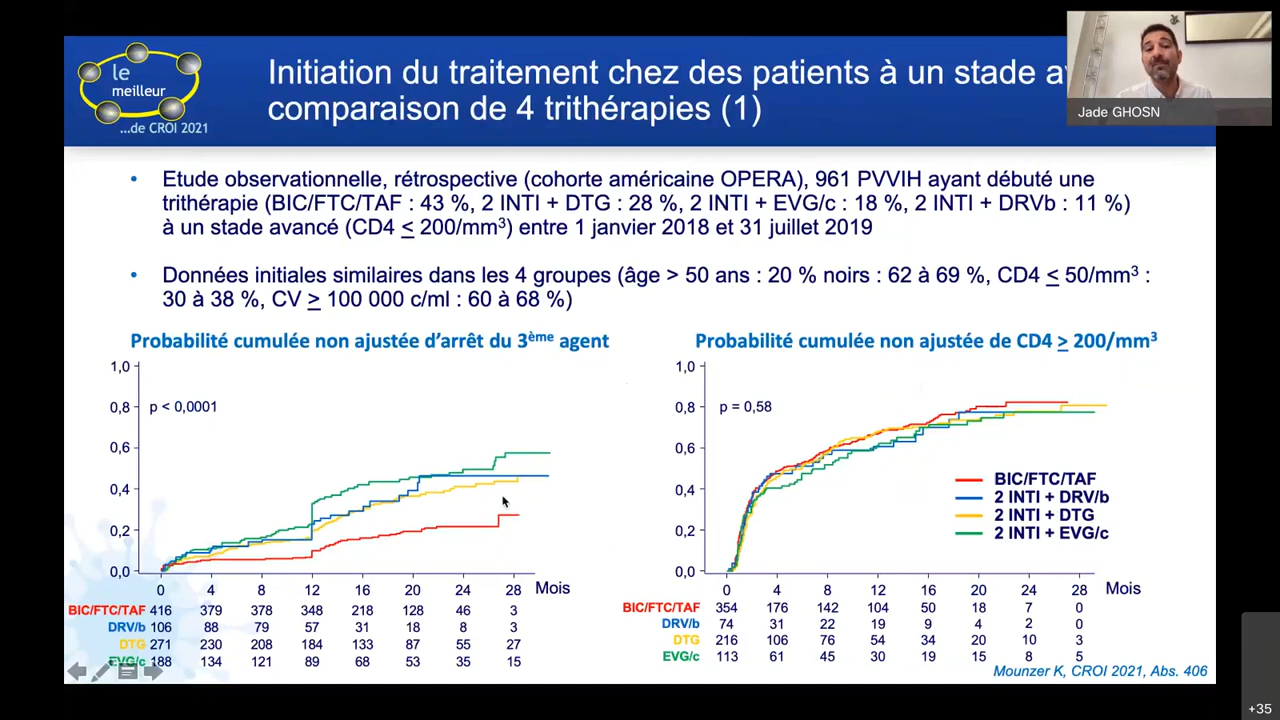 le
meilleur
...de CROI 2021
Initiation du traitement chez des patients à un stade
comparaison de 4 trithérapies (1)
Jade GHOSN
• Etude observationnelle, rétrospective (cohorte américaine OPERA), 961 PVVIH ayant débuté une
trithérapie (BIC/FTC/TAF : 43 %, 2 INTI + DTG : 28 %, 2 INTI + EVG/c : 18 %, 2 INTI + DRVb : 11 %)
à un stade avancé (CD4 ≤ 200/mm³) entre 1 janvier 2018 et 31 juillet 2019
• Données initiales similaires dans les 4 groupes (âge > 50 ans : 20 % noirs : 62 à 69 %, CD4 ≤ 50/mm³ :
30 à 38 %, CV ≥ 100 000 c/ml : 60 à 68 %)
Probabilité cumulée non ajustée d'arrêt du 3ème agent
1,0
0,8
0,6
0,4
0,2
0,0
p < 0,0001
0 4 8 12 16 20 24 28 Mois
BIC/FTC/TAF 416 379 378 348 218 128 46 3
DRV/b 106 88 79 57 31 18 8 3
DTG 271 230 208 184 133 87 55 27
EVG/c 188 134 121 89 68 53 35 15
Probabilité cumulée non ajustée de CD4 ≥ 200/mm³
1,0
0,8
0,6
0,4
0,2
0,0
p = 0,58
BIC/FTC/TAF
2 INTI + DRV/b
2 INTI + DTG
2 INTI + EVG/c
0 4 8 12 16 20 24 28 Mois
BIC/FTC/TAF 354 176 142 104 50 18 7 0
DRV/b 74 31 22 19 9 4 2 0
DTG 216 106 76 54 34 20 10 3
EVG/c 113 61 45 30 19 15 8 5
Mounzer K, CROI 2021, Abs. 406
+35